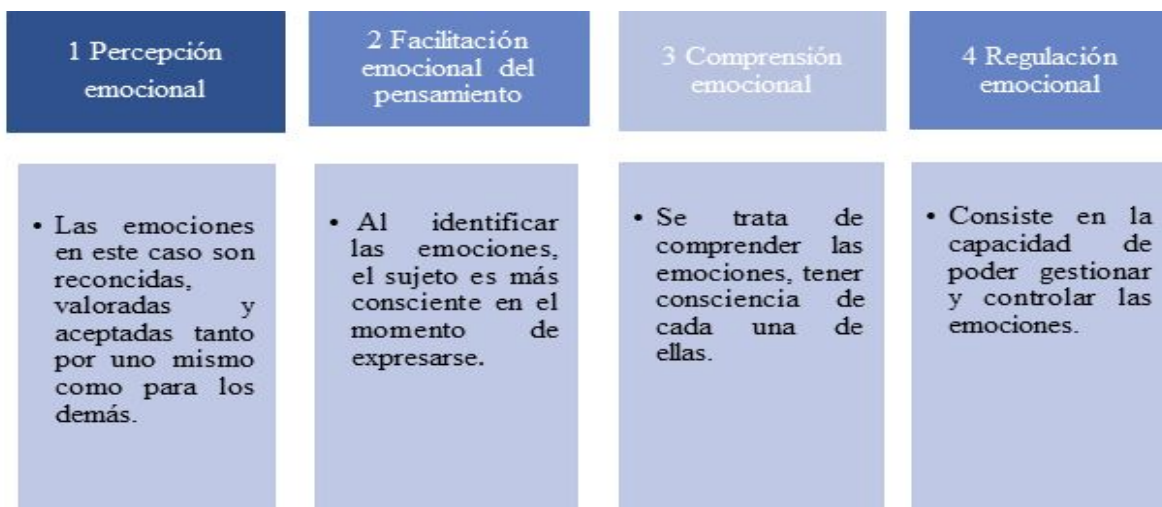 1 Percepción
emocional
2 Facilitación
emocional del
pensamiento
3 Comprensión
emocional
4 Regulación
emocional
• Las emociones
en este caso son
reconcidas,
valoradas y
aceptadas tanto
por uno mismo
como para los
demás.
• Al identificar
las emociones,
el sujeto es más
consciente en el
momento de
expresarse.
• Se trata de
comprender las
emociones, tener
consciencia de
cada una de
ellas.
• Consiste en la
capacidad de
poder gestionar
y controlar las
emociones.